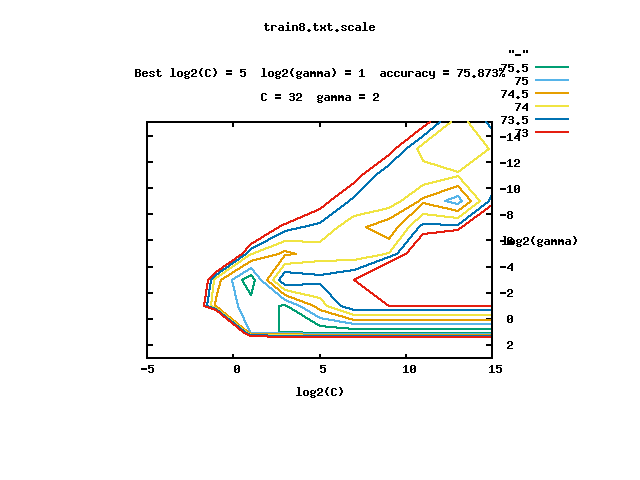 train8.txt.scale
"-"
Best log2(C) = 5  log2(gamma) = 1  accuracy = 75.873%
75.5
75
C = 32  gamma = 2
74.5
74
73.5
73
-14
-12
-10
-8
-6
log2(gamma)
-4
-2
0
2
-5 0 5 10 15
log2(C)